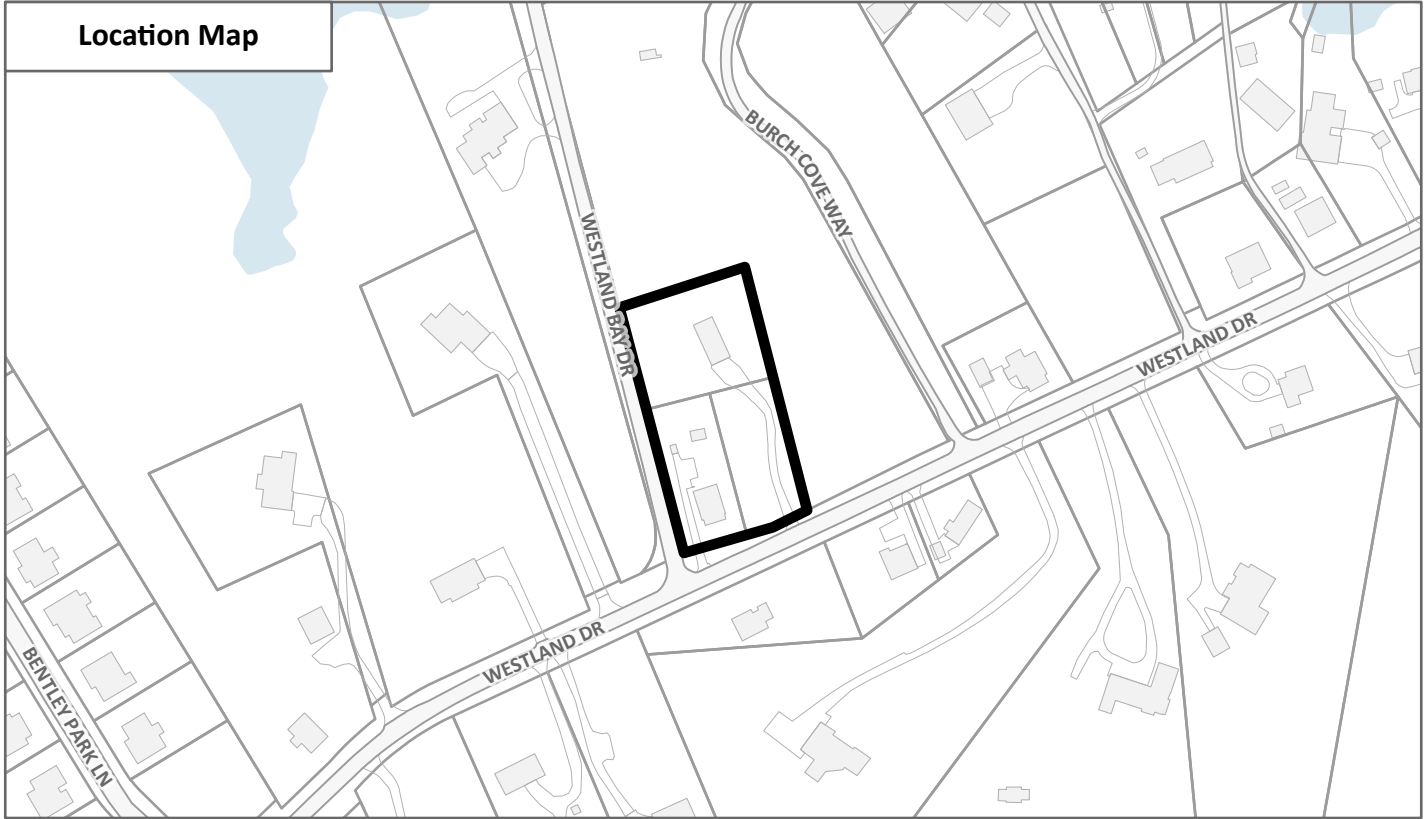 Location Map
BURCH COVE WAY
WESTLAND BAY DR
WESTLAND DR
WESTLAND DR
BENTLEY PARK LN